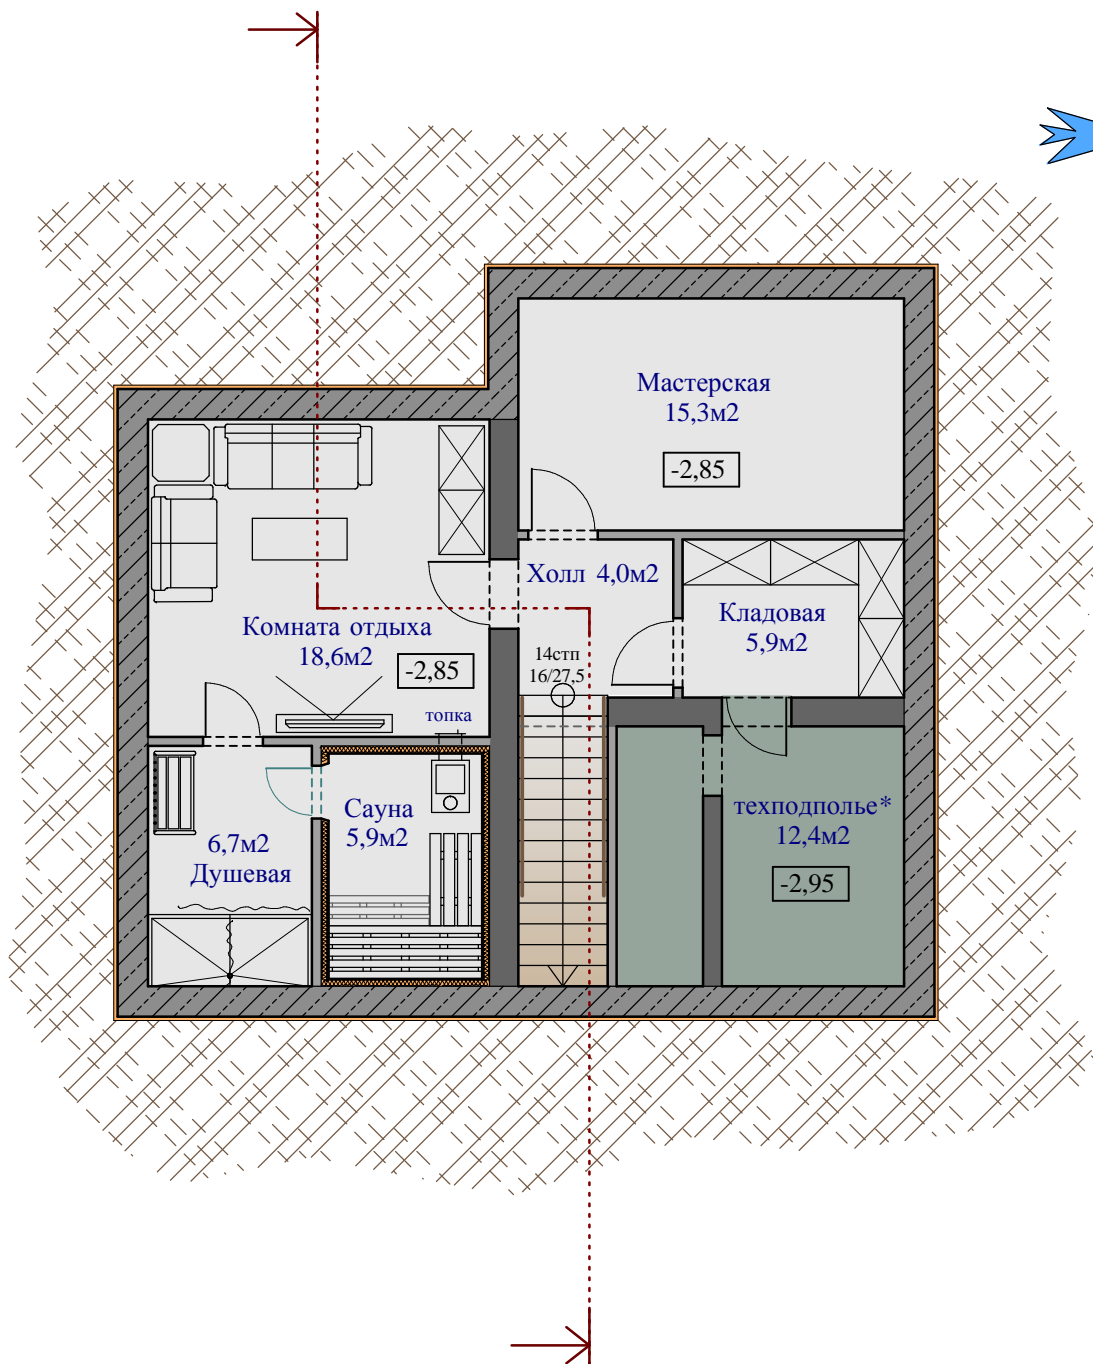 Мастерская
15,3м2
-2,85
Холл 4,0м2
Кладовая
5,9м2
Комната отдыха
18,6м2
-2,85
14стп
16/27,5
топка
Сауна
5,9м2
6,7м2
Душевая
техподполье*
12,4м2
-2,95